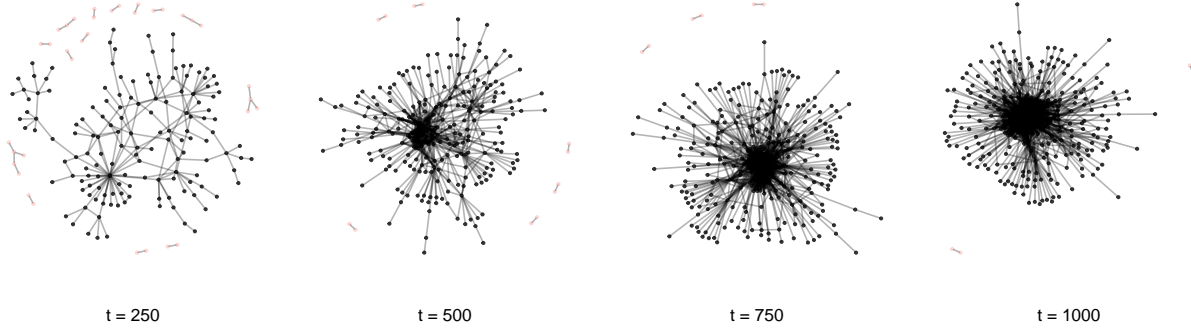 t = 250
t = 500
t = 750
t = 1000